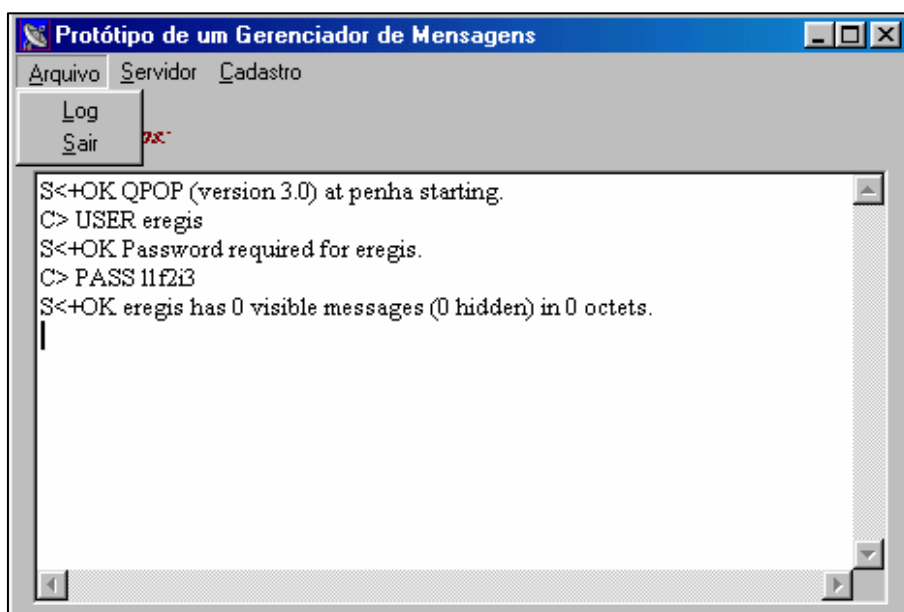 Protótipo de um Gerenciador de Mensagens
Arquivo Servidor Cadastro
Log
Sair
S<+OK QPOP (version 3.0) at penha starting.
C> USER eregis
S<+OK Password required for eregis.
C> PASS l1f2i3
S<+OK eregis has 0 visible messages (0 hidden) in 0 octets.